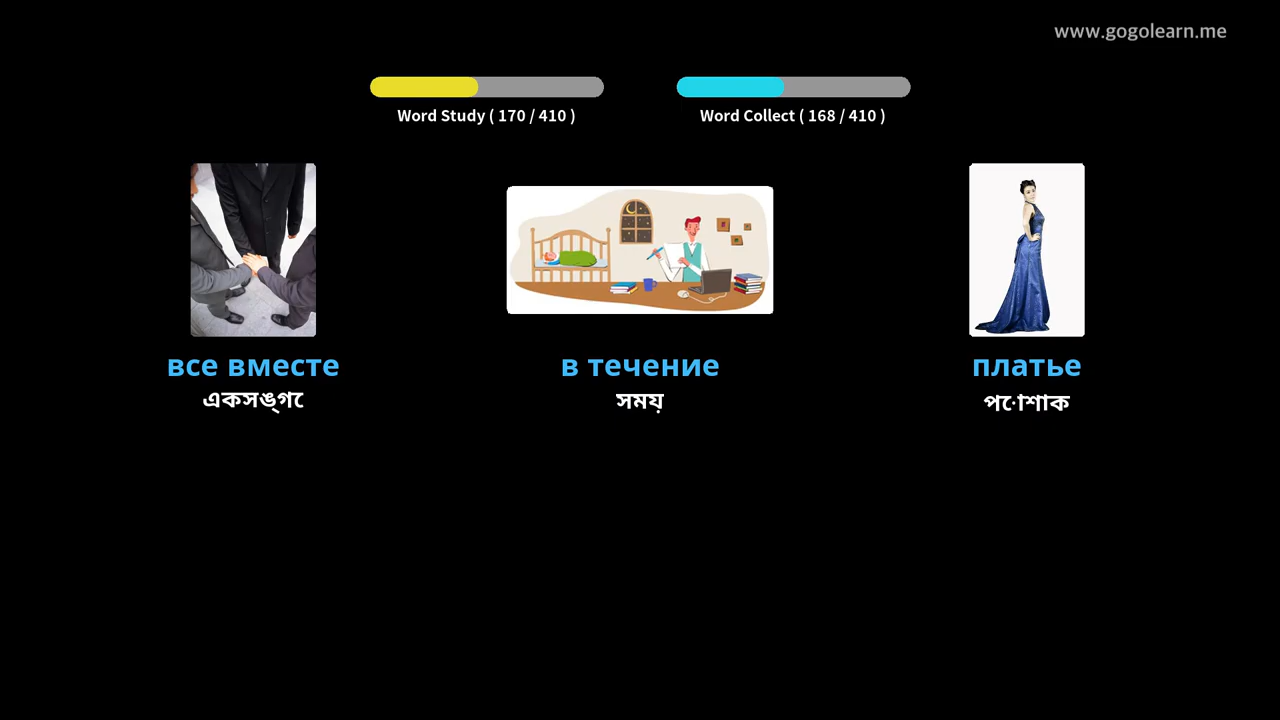 www.gogolearn.me
Word Study ( 170 / 410 )
Word Collect ( 168 / 410 )
все вместе
একসঙ্গে
в течение
সময়
платье
পোশাক